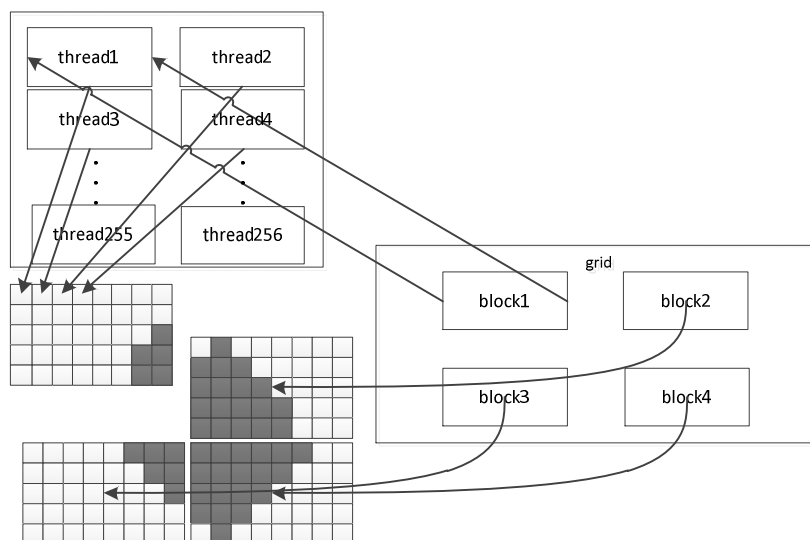 thread1
thread2
thread3
thread4
thread255
thread256
grid
block1
block2
block3
block4